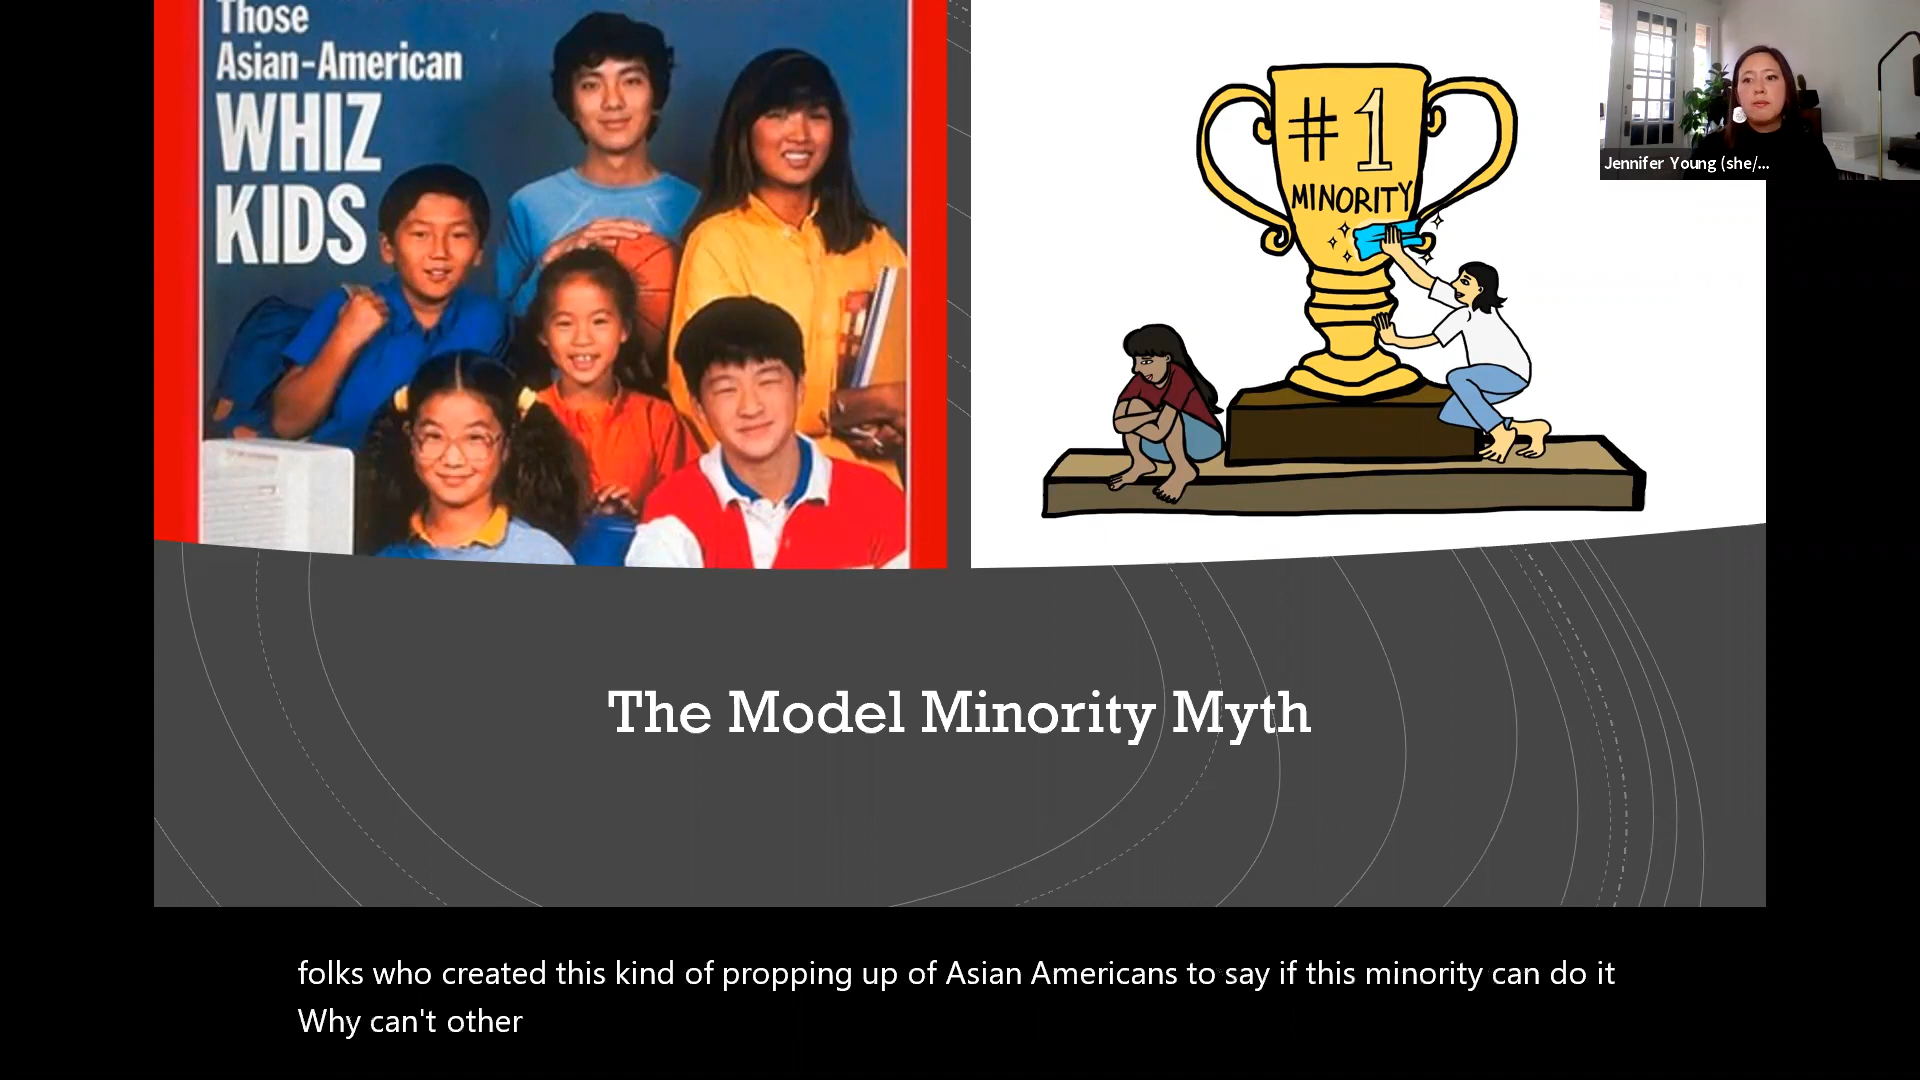 Those
Asian-American
WHIZ
KIDS
#1
MINORITY
Jennifer Young (she/...
The Model Minority Myth
folks who created this kind of propping up of Asian Americans to say if this minority can do it
Why can't other